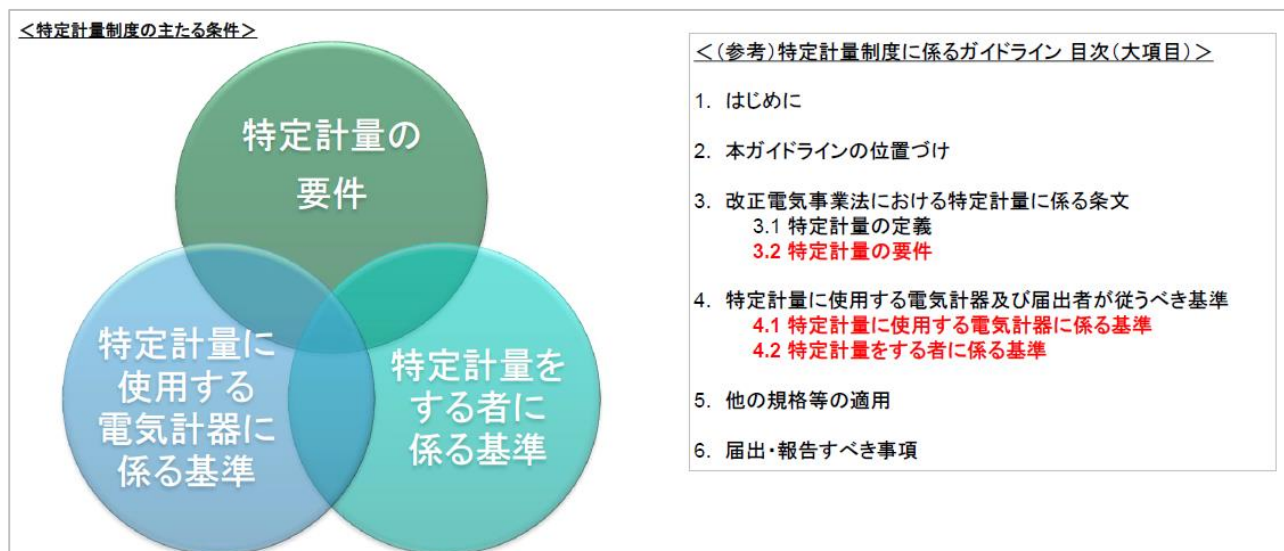 ＜特定計量制度の主たる条件＞
特定計量の
要件
特定計量に
使用する
電気計器に
係る基準
特定計量を
する者に
係る基準
＜(参考)特定計量制度に係るガイドライン 目次(大項目)＞
1. はじめに
2. 本ガイドラインの位置づけ
3. 改正電気事業法における特定計量に係る条文
3.1 特定計量の定義
3.2 特定計量の要件
4. 特定計量に使用する電気計器及び届出者が従うべき基準
4.1 特定計量に使用する電気計器に係る基準
4.2 特定計量をする者に係る基準
5. 他の規格等の適用
6. 届出・報告すべき事項